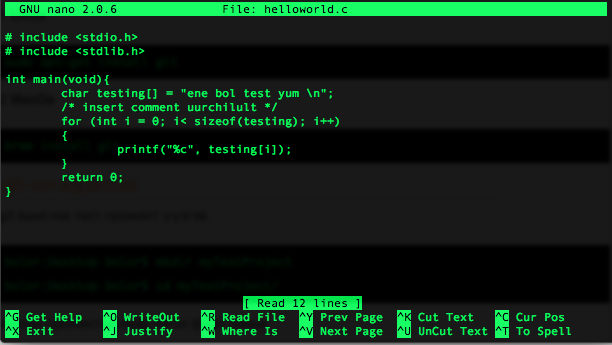 GNU nano 2.0.6 File: helloworld.c
# include <stdio.h>
# include <stdlib.h>
int main(void){
char testing[] = "ene bol test yum \n";
/* insert comment uurchilult */
for (int i = 0; i< sizeof(testing); i++)
{
printf("%c", testing[i]);
}
return 0;
}
[ Read 12 lines ]
^G Get Help ^O WriteOut ^R Read File ^Y Prev Page ^K Cut Text ^C Cur Pos
^X Exit ^J Justify ^W Where Is ^V Next Page ^U UnCut Text ^T To Spell